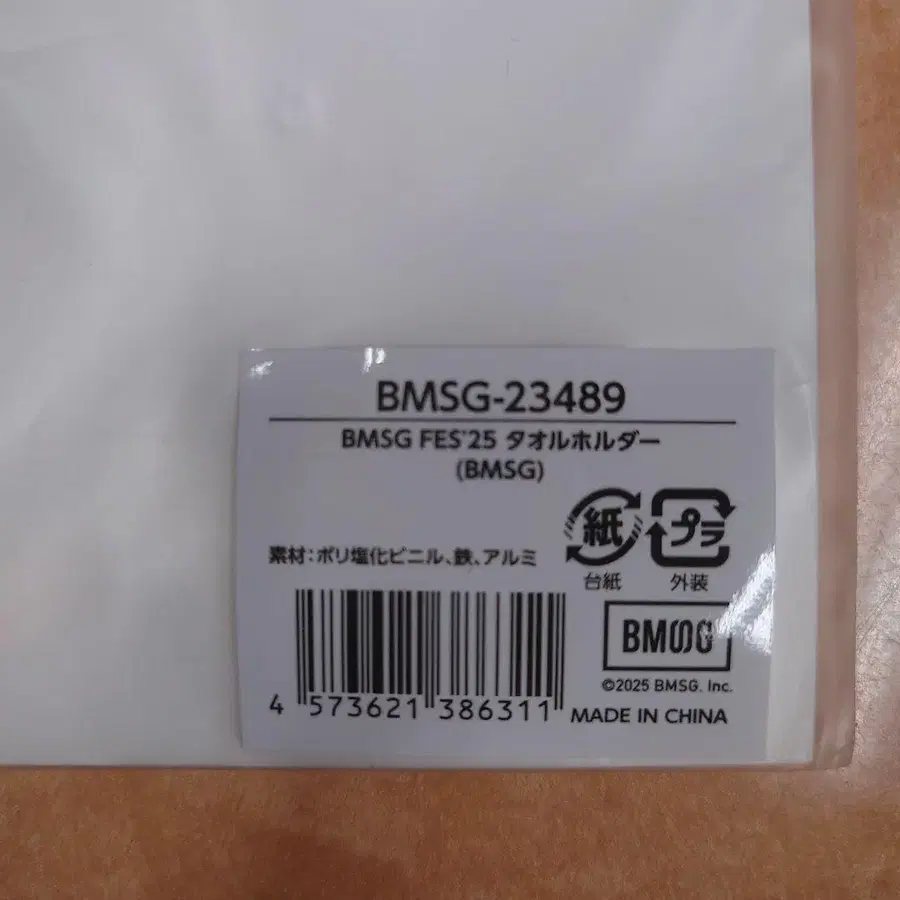 BMSG-23489
BMSG FES'25 タオルホルダー
(BMSG)
紙
プラ
台紙
外装
素材:ポリ塩化ビニル、鉄、アルミ
BMSG
©2025 BMSG. Inc.
4 573621 386311
MADE IN CHINA